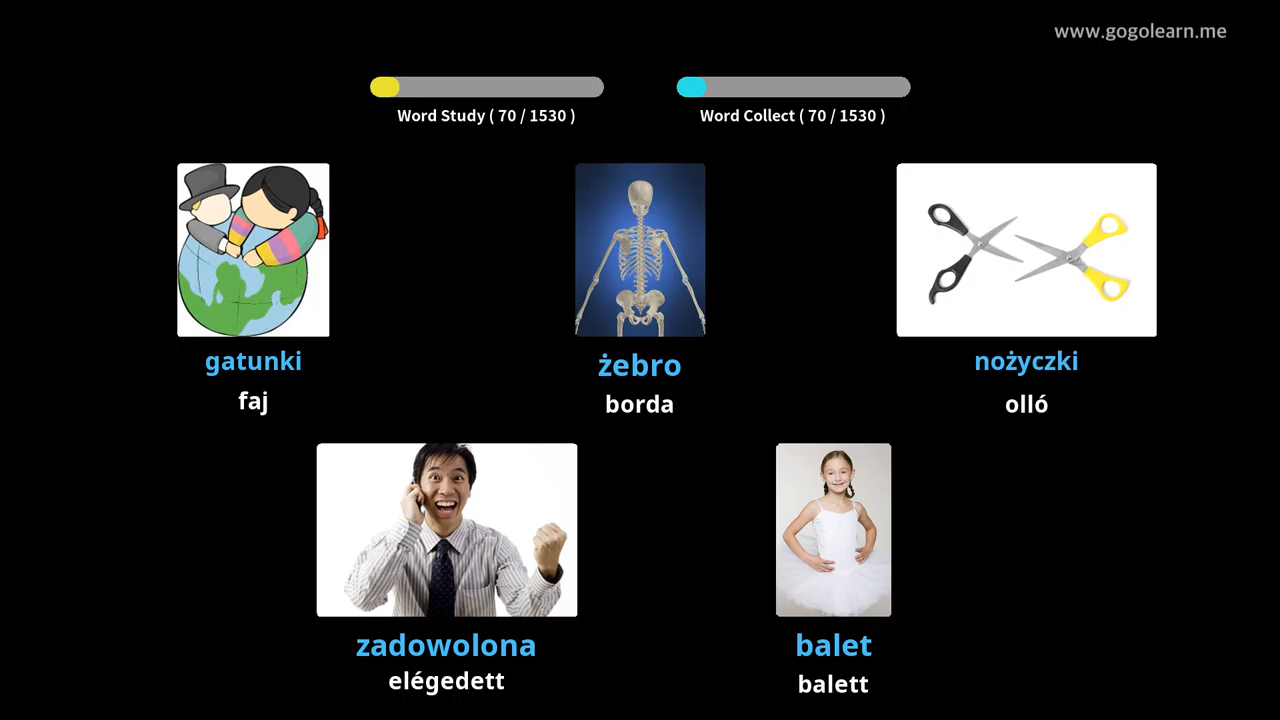 www.gogolearn.me
Word Study ( 70 / 1530 )
Word Collect ( 70 / 1530 )
gatunki
faj
żebro
borda
nożyczki
olló
zadowolona
elégedett
balet
balett